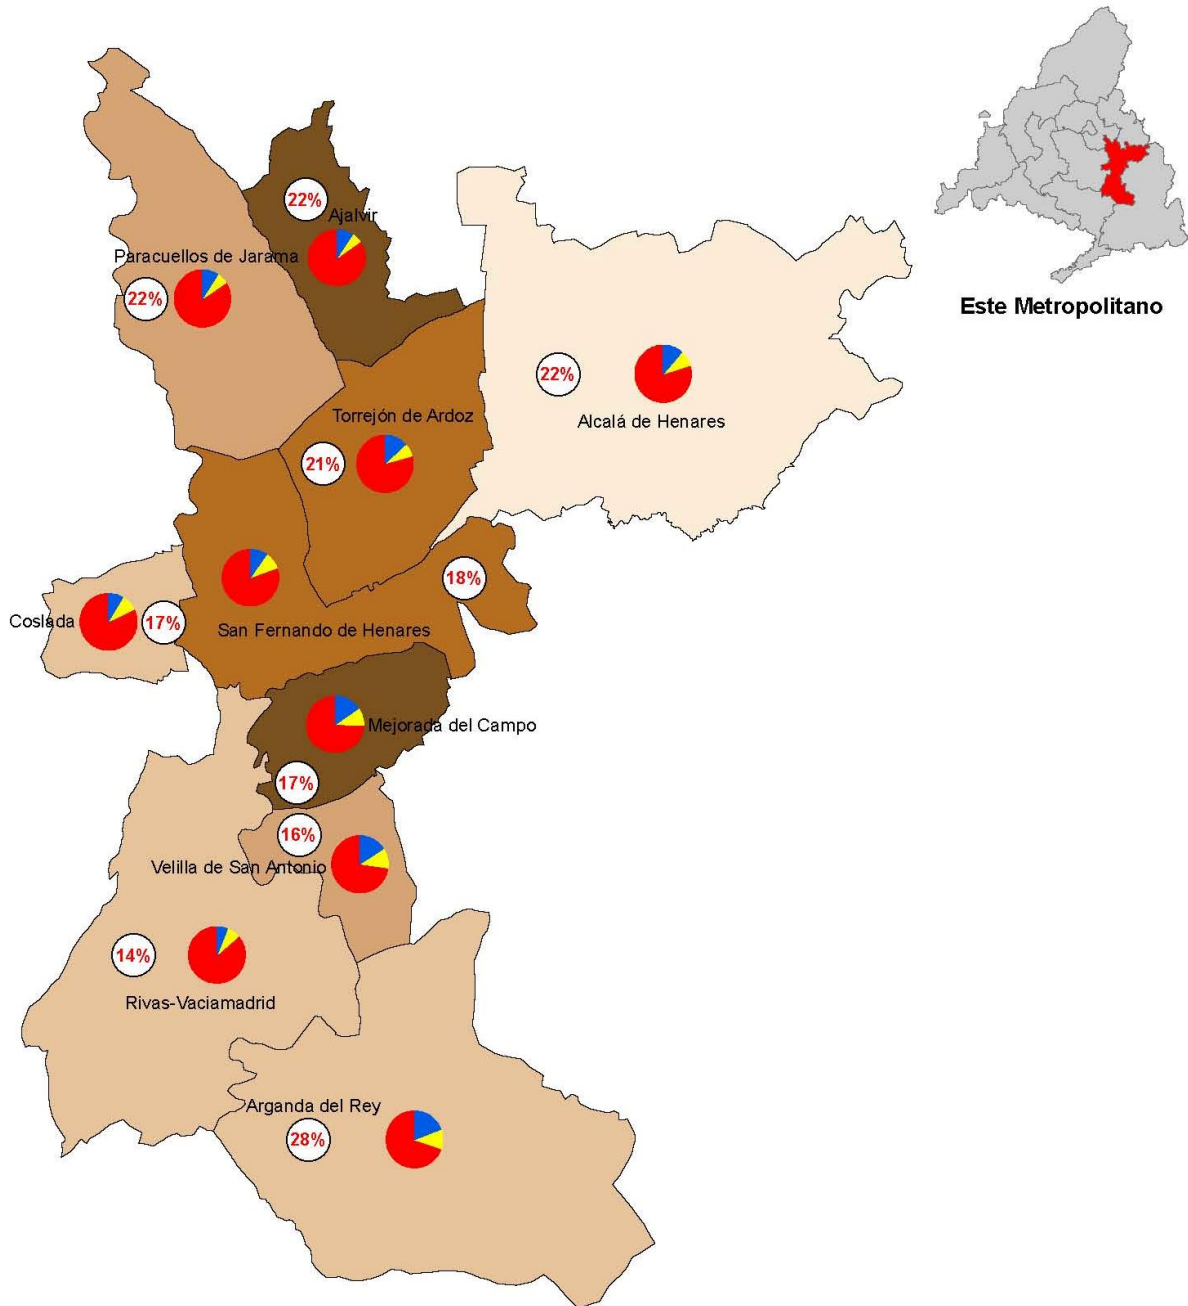 22%
Ajalvir
Paracuellos de Jarama
22%
Este Metropolitano
22%
Alcalá de Henares
Torrejón de Ardoz
21%
18%
Coslada
17%
San Fernando de Henares
Mejorada del Campo
17%
16%
Velilla de San Antonio
14%
Rivas-Vaciamadrid
Arganda del Rey
28%